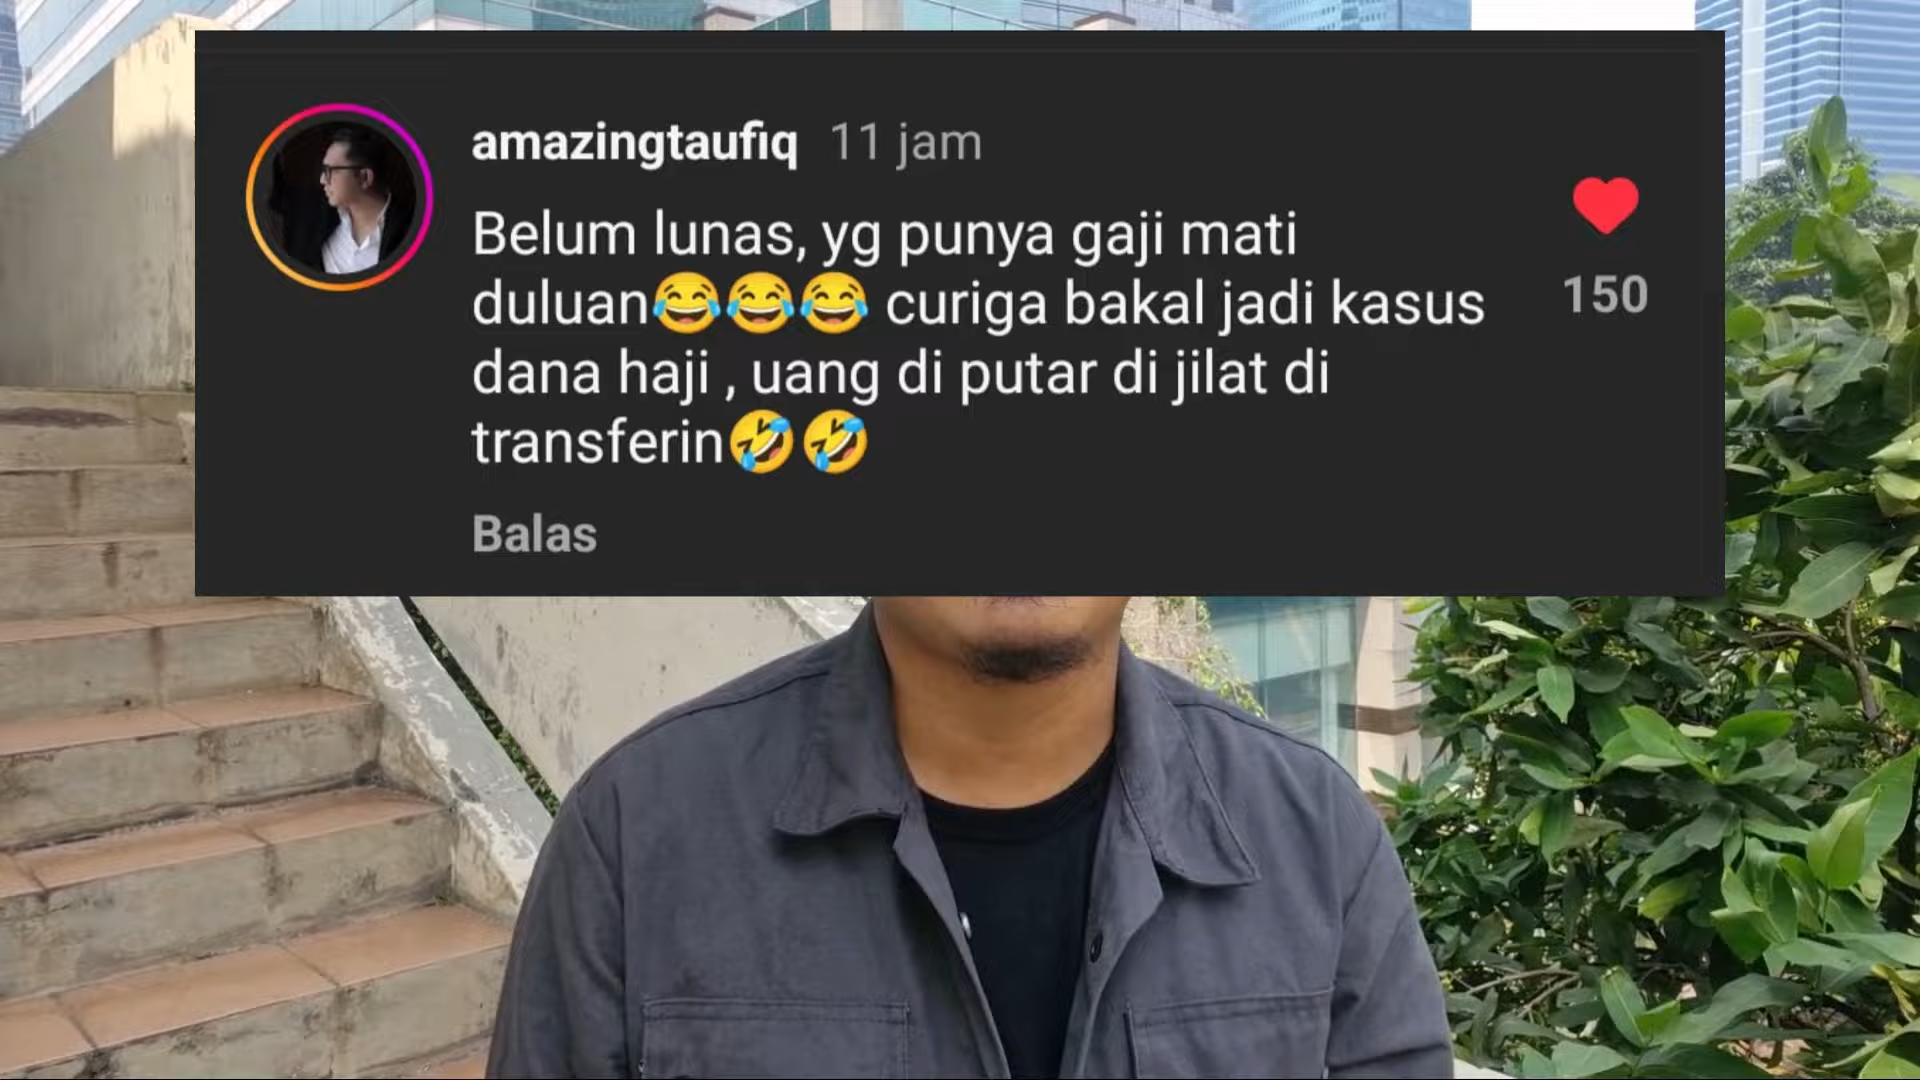 amazingtaufiq 11 jam
Belum lunas, yg punya gaji mati
duluan😂😂😂 curiga bakal jadi kasus
dana haji , uang di putar di jilat di
transferin🤣🤣
150
Balas